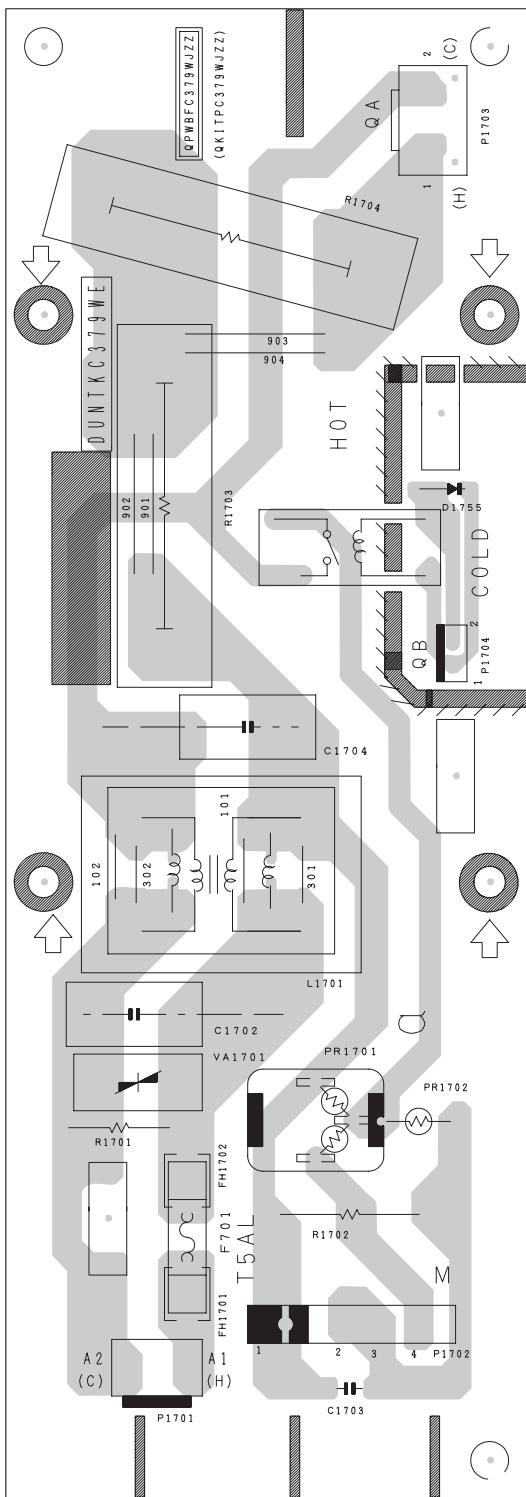 QPWBFC379WJZZ
(QKITPC379WJZZ)
2
(C)
QA
P1703
1
(H)
R1704
DUNTKC379WE
903
904
HOT
902
901
R1703
D1755
COLD
QB
2
P1704
1
C1704
101
102
302
301
L1701
C1702
Q
VA1701
PR1701
PR1702
R1701
FH1702
F701
T5AL
R1702
FH1701
M
1
2
3
4
P1702
A2
(C)
A1
(H)
P1701
C1703